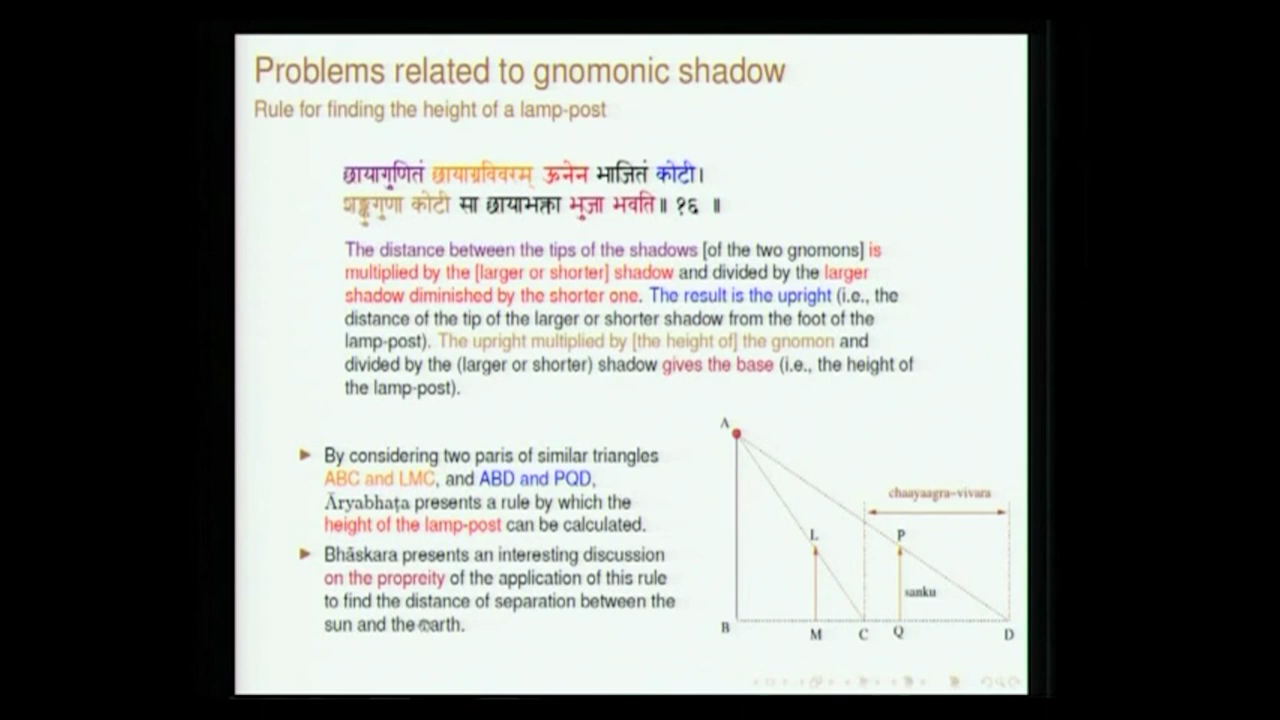 Problems related to gnomonic shadow
Rule for finding the height of a lamp-post
छायागुणितं छायाग्रविवरम् ऊनेन भाजितं कोटी।
शङ्कुगुणा कोटी सा छायाभक्ता भुजा भवति॥ १६ ॥
The distance between the tips of the shadows [of the two gnomons] is
multiplied by the [larger or shorter] shadow and divided by the larger
shadow diminished by the shorter one. The result is the upright (i.e., the
distance of the tip of the larger or shorter shadow from the foot of the
lamp-post). The upright multiplied by [the height of] the gnomon and
divided by the (larger or shorter) shadow gives the base (i.e., the height of
the lamp-post).
By considering two paris of similar triangles
ABC and LMC, and ABD and PQD,
Āryabhaṭa presents a rule by which the
height of the lamp-post can be calculated.
Bhāskara presents an interesting discussion
on the propreity of the application of this rule
to find the distance of separation between the
sun and the earth.
A
chaayaagra-vivara
L P
sanku
B M C Q D